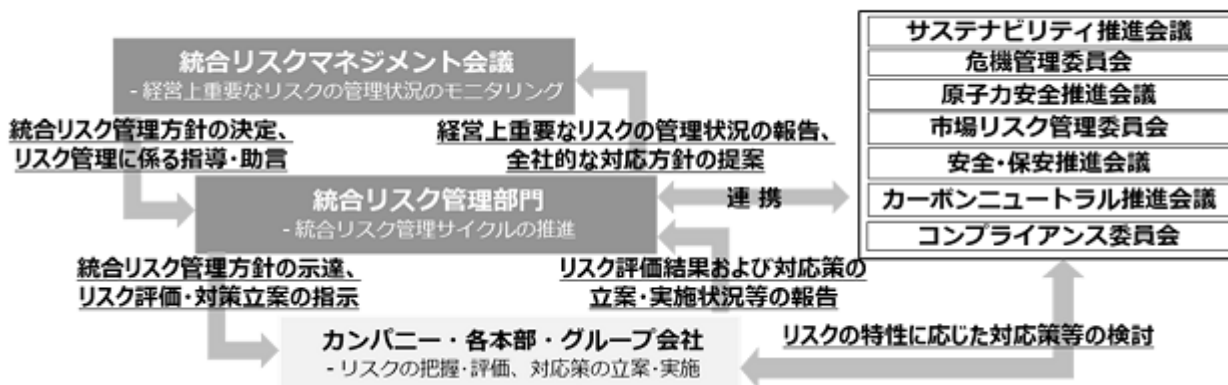 サステナビリティ推進会議
危機管理委員会
原子力安全推進会議
市場リスク管理委員会
安全・保安推進会議
カーボンニュートラル推進会議
コンプライアンス委員会
統合リスクマネジメント会議
- 経営上重要なリスクの管理状況のモニタリング
統合リスク管理方針の決定、
リスク管理に係る指導・助言
経営上重要なリスクの管理状況の報告、
全社的な対応方針の提案
統合リスク管理部門
- 統合リスク管理サイクルの推進
連 携
統合リスク管理方針の示達、
リスク評価・対策立案の指示
リスク評価結果および対応策の
立案・実施状況等の報告
カンパニー・各本部・グループ会社
- リスクの把握・評価、対応策の立案・実施
リスクの特性に応じた対応策等の検討